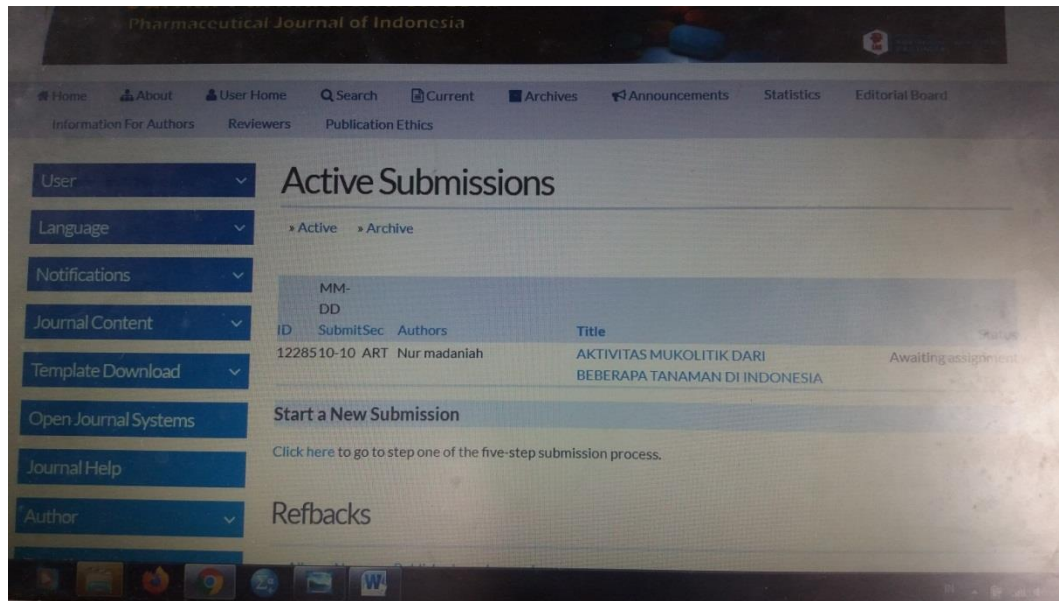 Pharmaceutical Journal of Indonesia
Home About User Home Search Current Archives Announcements Statistics Editorial Board
Information For Authors Reviewers Publication Ethics
User
Language
Notifications
Journal Content
Template Download
Open Journal Systems
Journal Help
Author
Active Submissions
» Active » Archive
MM-
DD
ID Submit Sec Authors Title Status
12285 10-10 ART Nur madaniah AKTIVITAS MUKOLITIK DARI Awaiting assignment
BEBERAPA TANAMAN DI INDONESIA
Start a New Submission
Click here to go to step one of the five-step submission process.
Refbacks